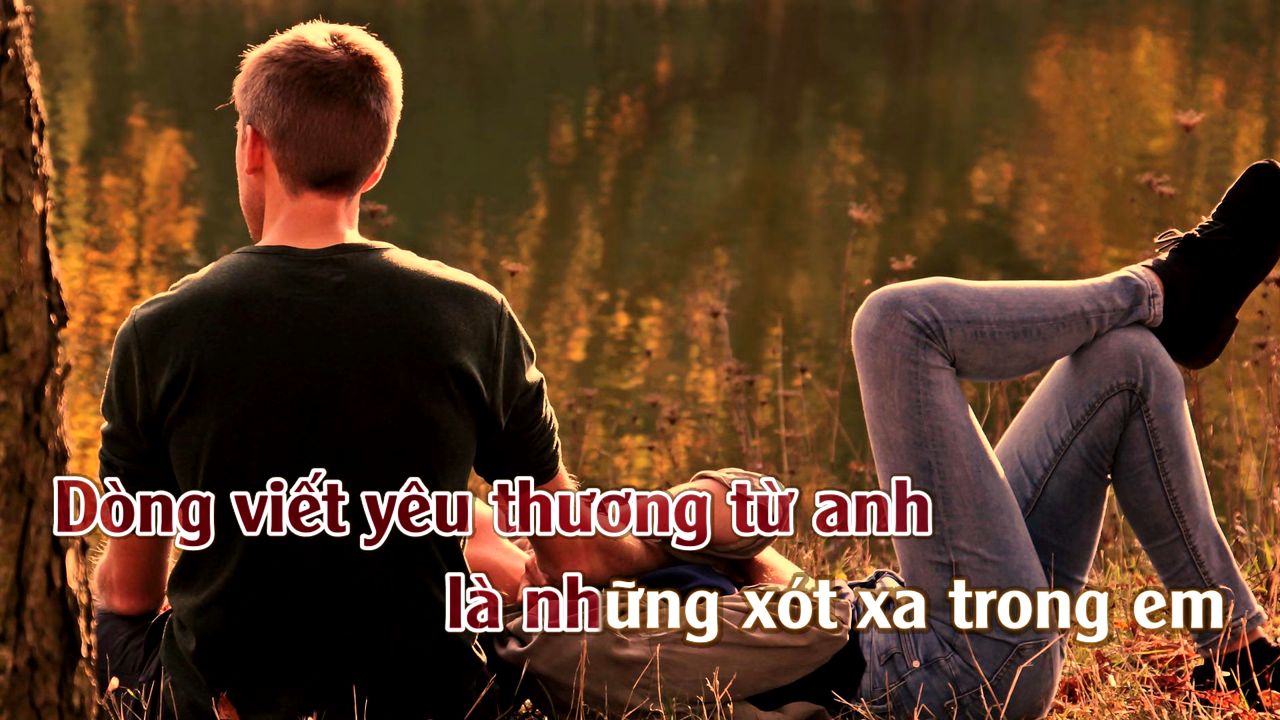 Dòng viết yêu thương từ anh
là những xót xa trong em